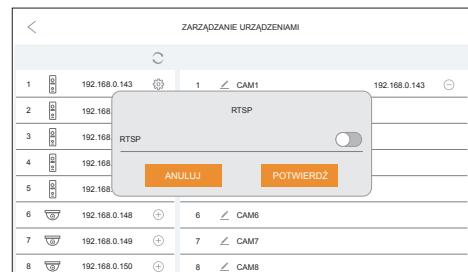 ZARZĄDZANIE URZĄDZENIAMI
1 192.168.0.143 1 CAM1 192.168.0.143
2 192.168
3 192.168
4 192.168
5 192.168.
RTSP
RTSP
ANULUJ POTWIERDŹ
6 192.168.0.148 6 CAM6
7 192.168.0.149 7 CAM7
8 192.168.0.150 8 CAM8